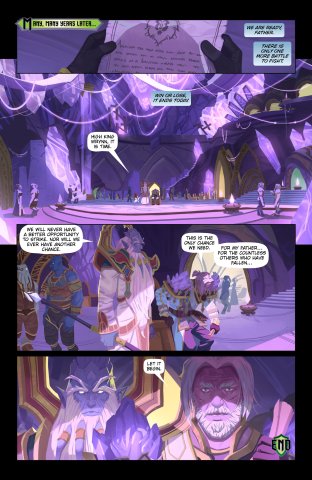 MANY, MANY YEARS LATER...
WE ARE READY,
FATHER.
THERE IS
ONLY ONE
MORE BATTLE
TO FIGHT.
WIN OR LOSE,
IT ENDS TODAY.
HIGH KING
WRYNN, IT
IS TIME.
WE WILL NEVER HAVE
A BETTER OPPORTUNITY
TO STRIKE. NOR WILL WE
EVER HAVE ANOTHER
CHANCE.
THIS IS THE
ONLY CHANCE WE
NEED.
FOR MY FATHER...
FOR THE COUNTLESS
OTHERS WHO HAVE
FALLEN...
LET IT
BEGIN.
END